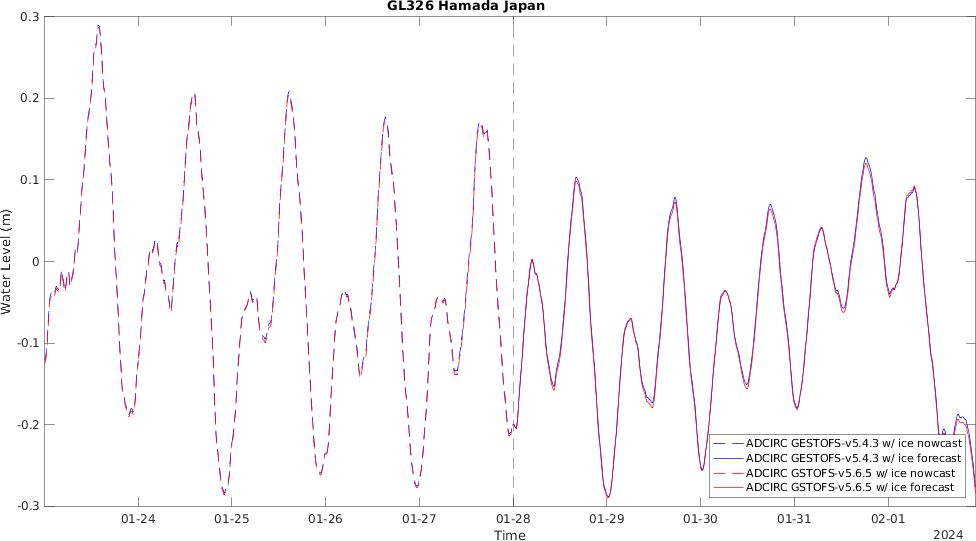 GL326 Hamada Japan
0.3
0.2
0.1
0
-0.1
-0.2
-0.3
Water Level (m)
ADCIRC GESTOFS-v5.4.3 w/ ice nowcast
ADCIRC GESTOFS-v5.4.3 w/ ice forecast
ADCIRC GSTOFS-v5.6.5 w/ ice nowcast
ADCIRC GSTOFS-v5.6.5 w/ ice forecast
01-24
01-25
01-26
01-27
01-28
01-29
01-30
01-31
02-01
Time
2024